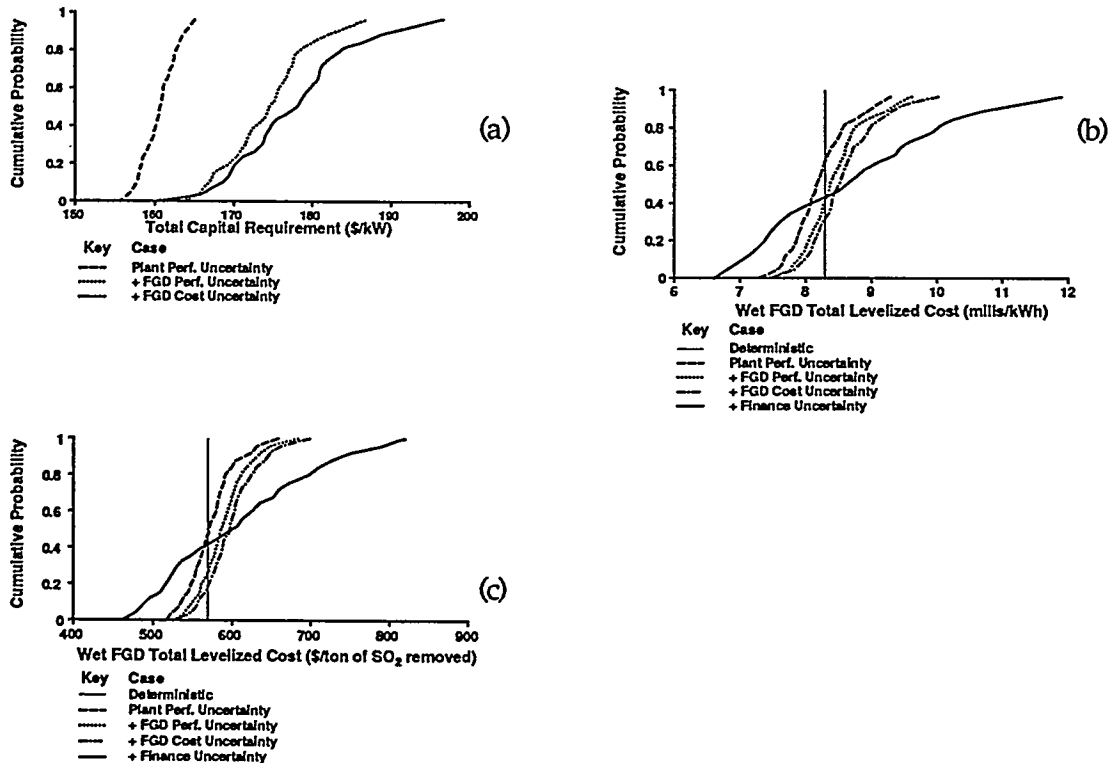 Cumulative Probability
1
0.8
0.6
0.4
0.2
0
150 160 170 180 190 200
Total Capital Requirement ($/kW)
Key Case
Plant Perf. Uncertainty
+ FGD Perf. Uncertainty
+ FGD Cost Uncertainty
(a)
Cumulative Probability
1
0.8
0.6
0.4
0.2
0
6 7 8 9 10 11 12
Wet FGD Total Levelized Cost (mills/kWh)
Key Case
Deterministic
Plant Perf. Uncertainty
+ FGD Perf. Uncertainty
+ FGD Cost Uncertainty
+ Finance Uncertainty
(b)
Cumulative Probability
1
0.8
0.6
0.4
0.2
0
400 500 600 700 800 900
Wet FGD Total Levelized Cost ($/ton of SO₂ removed)
Key Case
Deterministic
Plant Perf. Uncertainty
+ FGD Perf. Uncertainty
+ FGD Cost Uncertainty
+ Finance Uncertainty
(c)